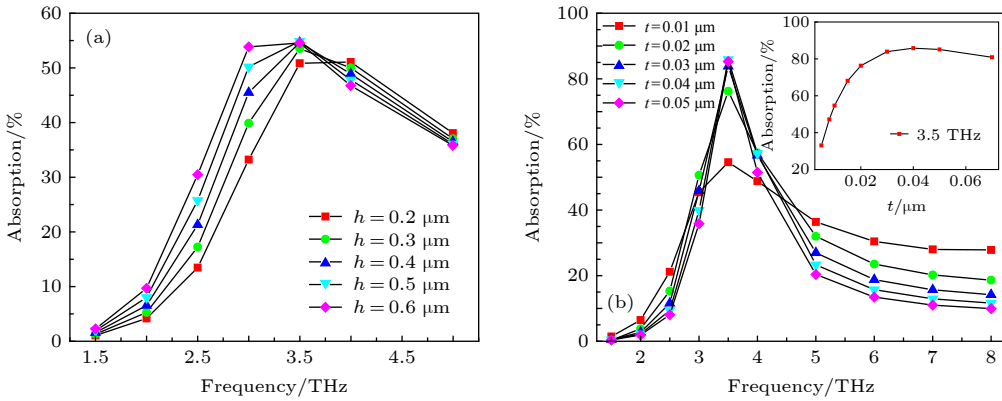 (a)
Absorption/%
60
50
40
30
20
10
0
1.5 2.0 2.5 3.0 3.5 4.5
Frequency/THz
h = 0.2 μm
h = 0.3 μm
h = 0.4 μm
h = 0.5 μm
h = 0.6 μm
(b)
Absorption/%
100
80
60
40
20
0
2 3 4 5 6 7 8
Frequency/THz
t = 0.01 μm
t = 0.02 μm
t = 0.03 μm
t = 0.04 μm
t = 0.05 μm
Absorption/%
100
80
60
40
20
0.02 0.04 0.06
t/μm
3.5 THz